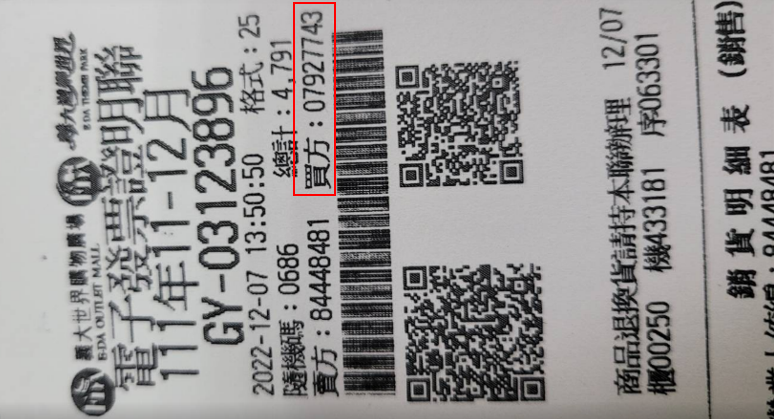 義大世界購物廣場
E-DA OUTLET MALL
義大遊樂世界
E-DA THEME PARK
電子發票證明聯
111年11-12月
GY-03123896
2022-12-07 13:50:50 格式:25
隨機碼:0686 總計:4,791
賣方:84448481 買方:07927743
商品退換貨請持本聯辦理 12/07
櫃00250 機433181 序063301
銷貨明細表 (銷售)
84448481